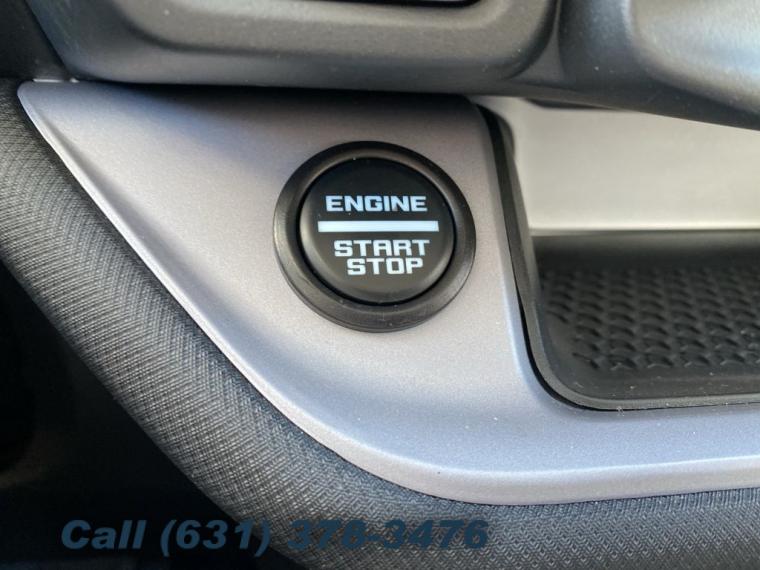 ENGINE
START
STOP
Call (631) 378-3476